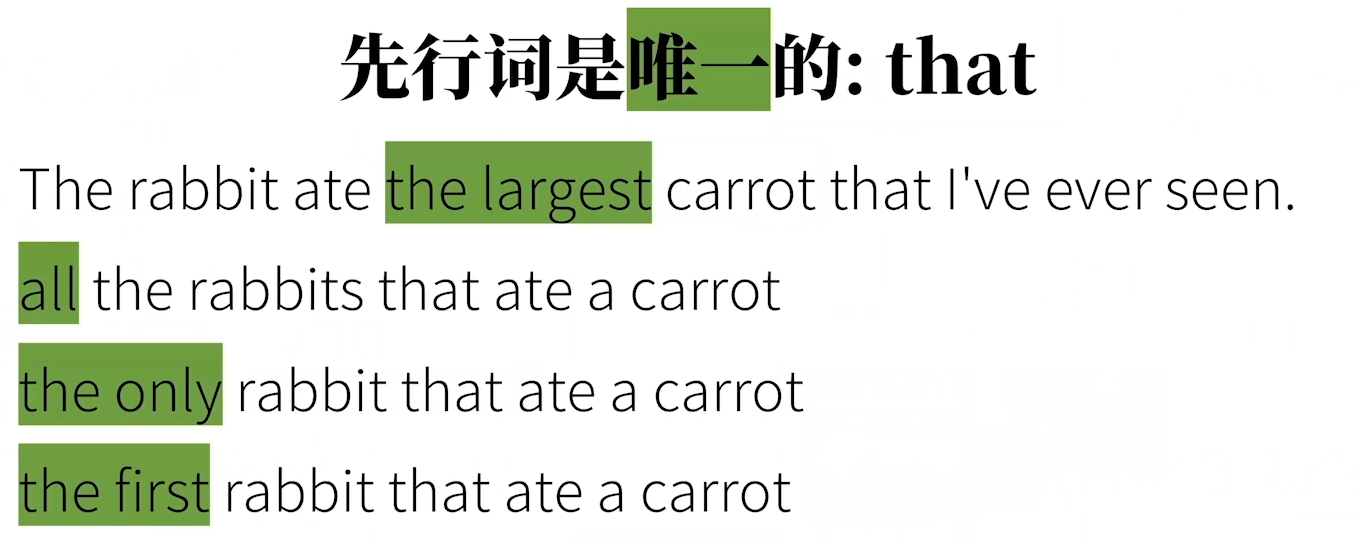 先行词是唯一的: that
The rabbit ate the largest carrot that I've ever seen.
all the rabbits that ate a carrot
the only rabbit that ate a carrot
the first rabbit that ate a carrot